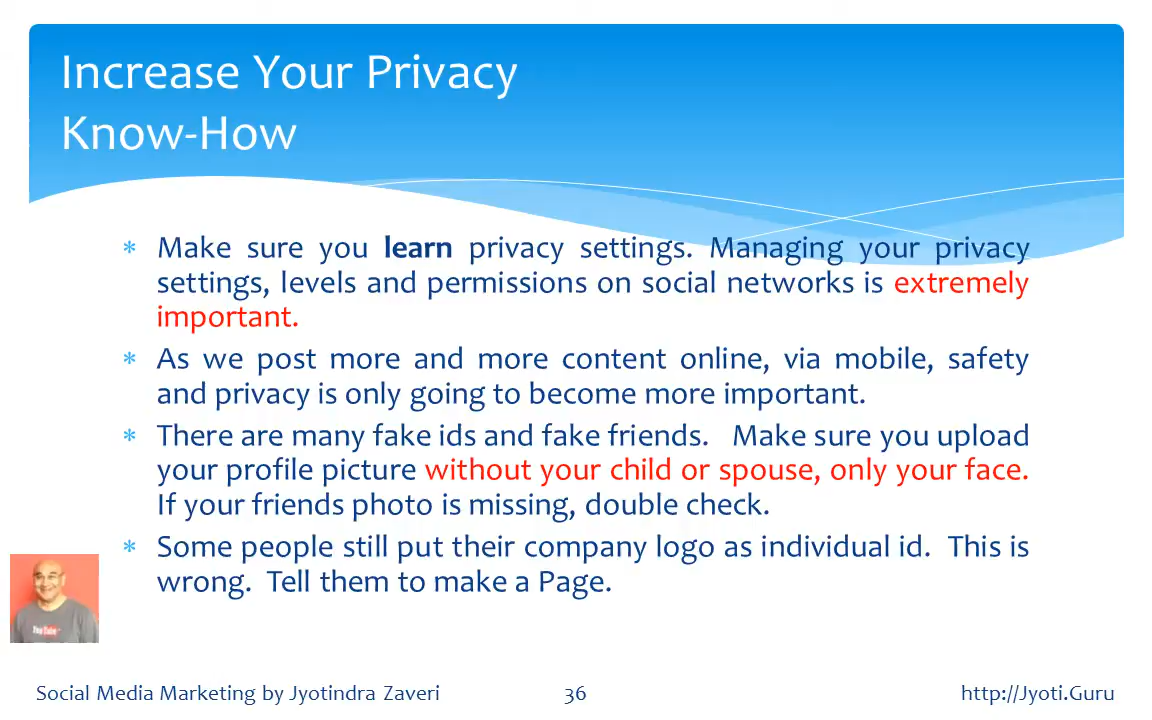 Increase Your Privacy
Know-How
* Make sure you learn privacy settings. Managing your privacy
settings, levels and permissions on social networks is extremely
important.
* As we post more and more content online, via mobile, safety
and privacy is only going to become more important.
* There are many fake ids and fake friends. Make sure you upload
your profile picture without your child or spouse, only your face.
If your friends photo is missing, double check.
* Some people still put their company logo as individual id. This is
wrong. Tell them to make a Page.
YouTube
Social Media Marketing by Jyotindra Zaveri 36 http://Jyoti.Guru